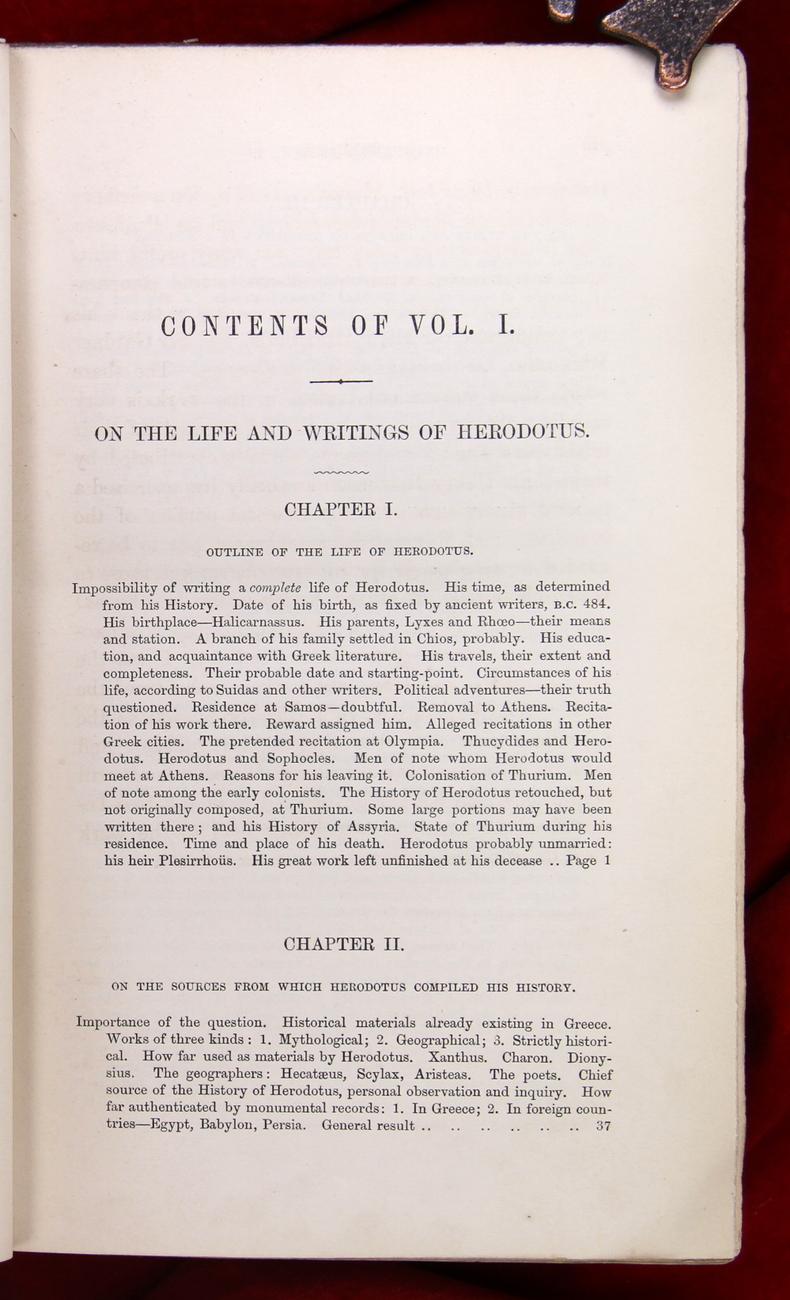 CONTENTS OF VOL. I.
ON THE LIFE AND WRITINGS OF HERODOTUS.
CHAPTER I.
OUTLINE OF THE LIFE OF HERODOTUS.
Impossibility of writing a complete life of Herodotus. His time, as determined
from his History. Date of his birth, as fixed by ancient writers, B.C. 484.
His birthplace—Halicarnassus. His parents, Lyxes and Rhœo—their means
and station. A branch of his family settled in Chios, probably. His educa-
tion, and acquaintance with Greek literature. His travels, their extent and
completeness. Their probable date and starting-point. Circumstances of his
life, according to Suidas and other writers. Political adventures—their truth
questioned. Residence at Samos—doubtful. Removal to Athens. Recita-
tion of his work there. Reward assigned him. Alleged recitations in other
Greek cities. The pretended recitation at Olympia. Thucydides and Hero-
dotus. Herodotus and Sophocles. Men of note whom Herodotus would
meet at Athens. Reasons for his leaving it. Colonisation of Thurium. Men
of note among the early colonists. The History of Herodotus retouched, but
not originally composed, at Thurium. Some large portions may have been
written there; and his History of Assyria. State of Thurium during his
residence. Time and place of his death. Herodotus probably unmarried:
his heir Plesirrhoüs. His great work left unfinished at his decease .. Page 1
CHAPTER II.
ON THE SOURCES FROM WHICH HERODOTUS COMPILED HIS HISTORY.
Importance of the question. Historical materials already existing in Greece.
Works of three kinds: 1. Mythological; 2. Geographical; 3. Strictly histori-
cal. How far used as materials by Herodotus. Xanthus. Charon. Diony-
sius. The geographers: Hecatæus, Scylax, Aristeas. The poets. Chief
source of the History of Herodotus, personal observation and inquiry. How
far authenticated by monumental records: 1. In Greece; 2. In foreign coun-
tries—Egypt, Babylon, Persia. General result .. .. .. .. .. .. 37